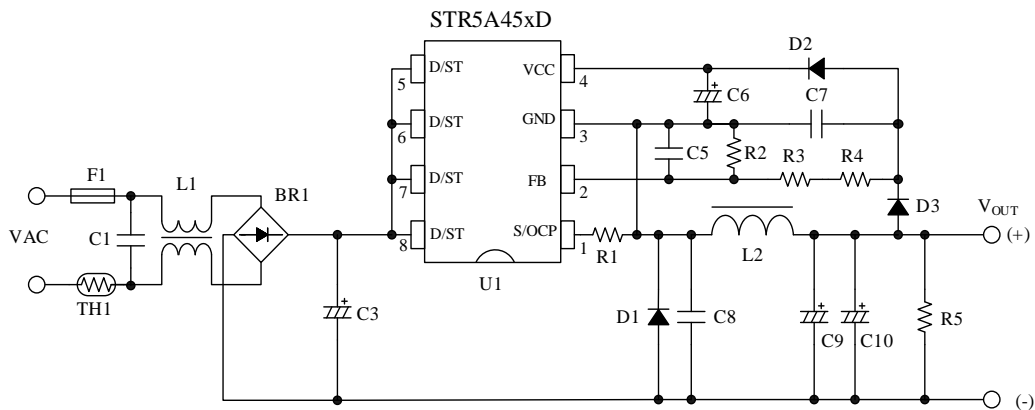 STR5A45xD
D2
D/ST
VCC
5
4
C6
C7
D/ST
GND
6
3
C5
R2
R3
R4
F1
L1
BR1
D/ST
FB
7
2
D3
VOUT
VAC
C1
D/ST
S/OCP
8
1
R1
(+)
L2
U1
TH1
C3
D1
C8
C9
C10
R5
(-)